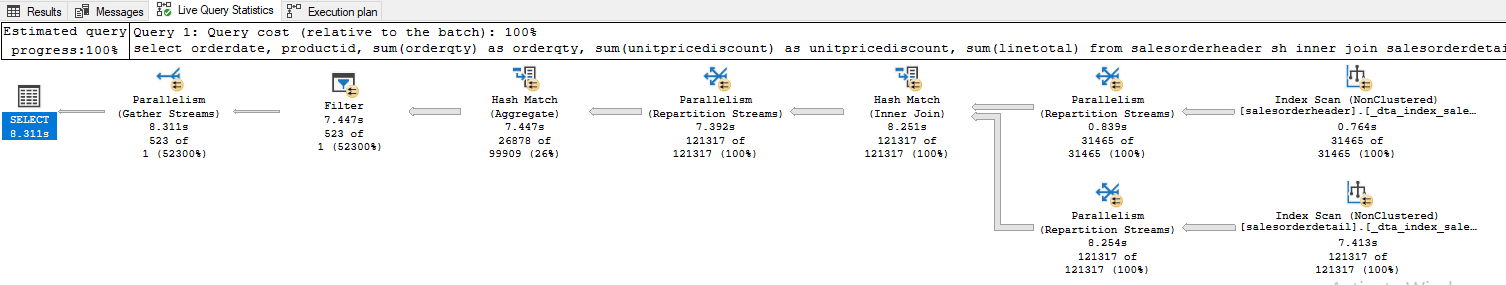 Results Messages Live Query Statistics Execution plan
Estimated query progress:100%
Query 1: Query cost (relative to the batch): 100%
select orderdate, productid, sum(orderqty) as orderqty, sum(unitpricediscount) as unitpricediscount, sum(linetotal) from salesorderheader sh inner join salesorderdetai
SELECT
8.311s
Parallelism
(Gather Streams)
8.311s
523 of
1 (52300%)
Filter
7.447s
523 of
1 (52300%)
Hash Match
(Aggregate)
7.447s
26878 of
99909 (26%)
Parallelism
(Repartition Streams)
7.392s
121317 of
121317 (100%)
Hash Match
(Inner Join)
8.251s
121317 of
121317 (100%)
Parallelism
(Repartition Streams)
0.839s
31465 of
31465 (100%)
Index Scan (NonClustered)
[salesorderheader].[_dta_index_sale…
0.764s
31465 of
31465 (100%)
Parallelism
(Repartition Streams)
8.254s
121317 of
121317 (100%)
Index Scan (NonClustered)
[salesorderdetail].[_dta_index_sale…
7.413s
121317 of
121317 (100%)